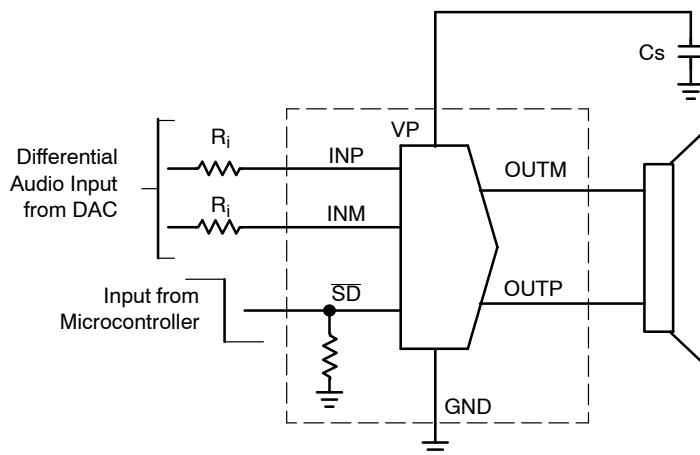 Cs
VP
Differential
Audio Input
from DAC
Ri
INP
OUTM
Ri
INM
Input from
Microcontroller
SD
OUTP
GND